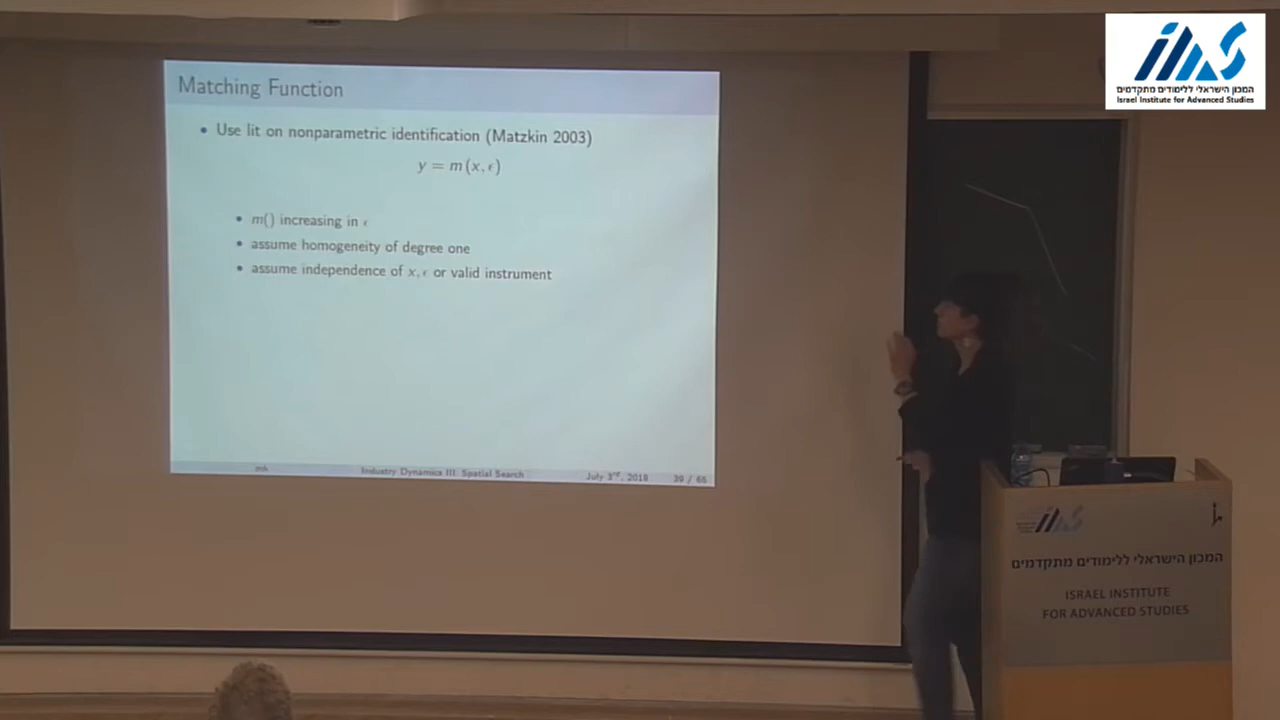 המכון הישראלי ללימודים מתקדמים
Israel Institute for Advanced Studies
Matching Function
• Use lit on nonparametric identification (Matzkin 2003)
y = m(x, ϵ)
• m() increasing in ϵ
• assume homogeneity of degree one
• assume independence of x, ϵ or valid instrument
Industry Dynamics III: Spatial Search July 3rd, 2018 39 / 65
המכון הישראלי ללימודים מתקדמים
ISRAEL INSTITUTE
FOR ADVANCED STUDIES